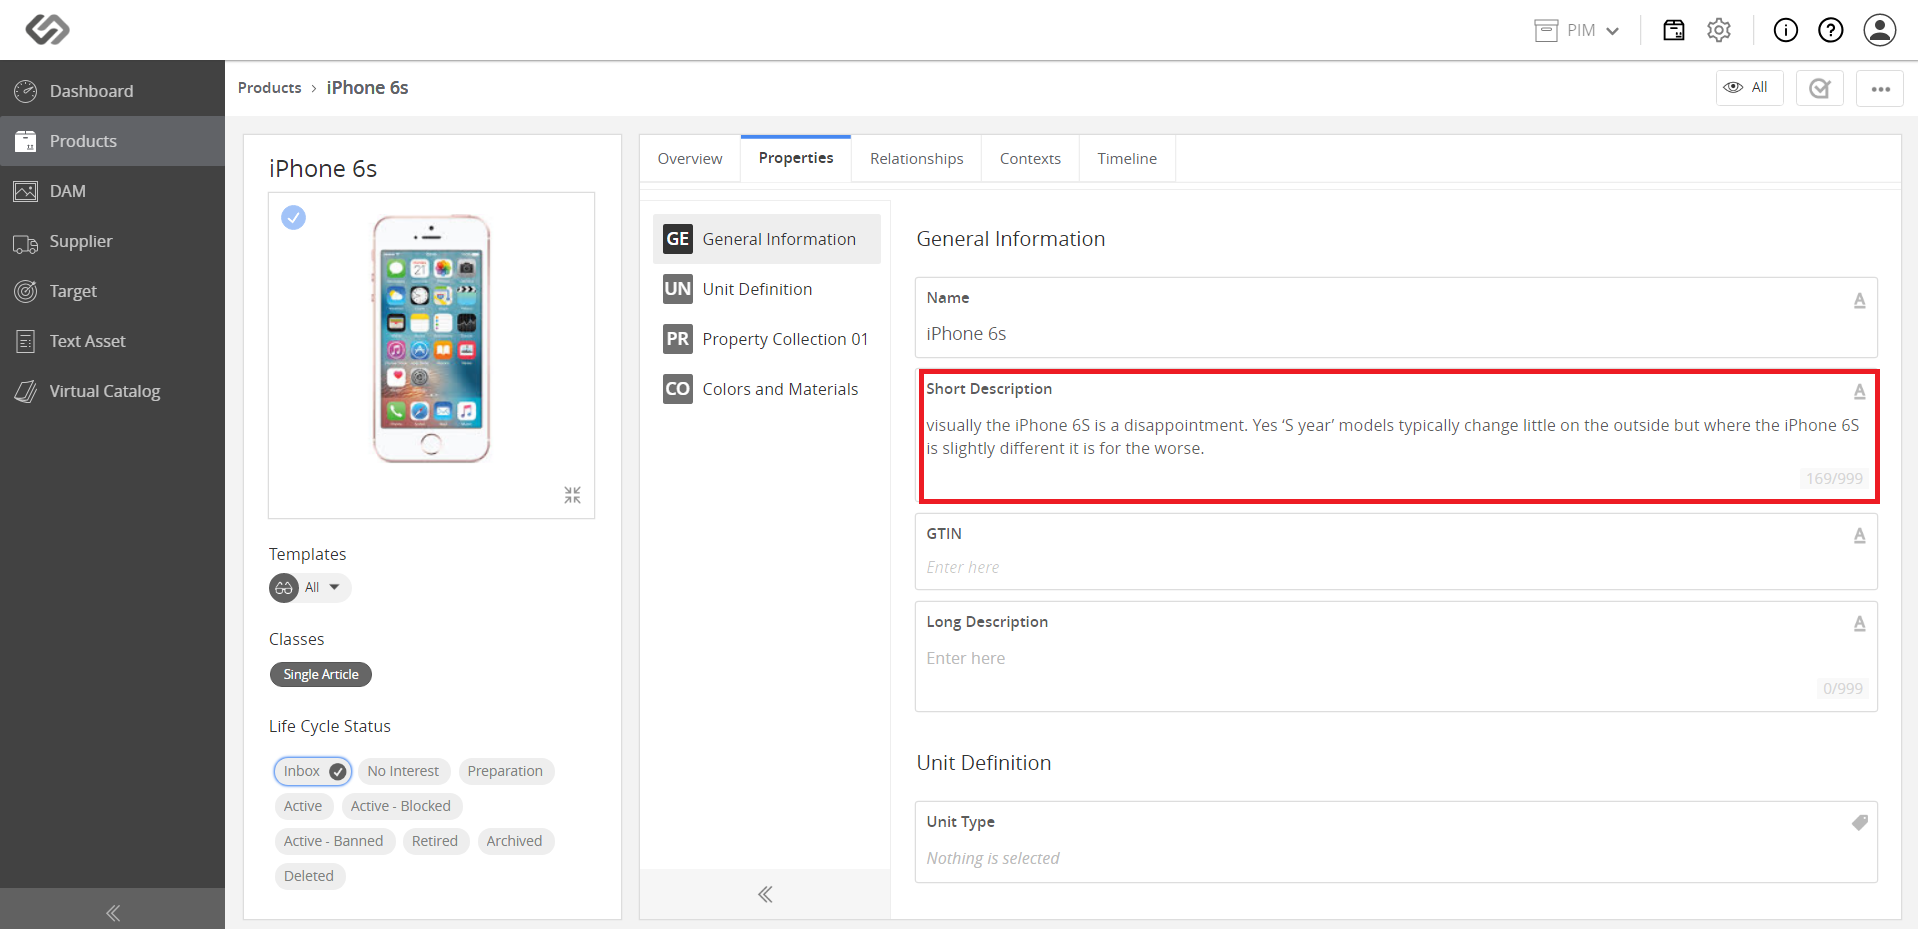 PIM
Dashboard
Products
DAM
Supplier
Target
Text Asset
Virtual Catalog
Products › iPhone 6s
All
iPhone 6s
Templates
All
Classes
Single Article
Life Cycle Status
Inbox
No Interest
Preparation
Active
Active - Blocked
Active - Banned
Retired
Archived
Deleted
Overview
Properties
Relationships
Contexts
Timeline
GE General Information
UN Unit Definition
PR Property Collection 01
CO Colors and Materials
General Information
Name
iPhone 6s
Short Description
visually the iPhone 6S is a disappointment. Yes ‘S year’ models typically change little on the outside but where the iPhone 6S
is slightly different it is for the worse.
169/999
GTIN
Enter here
Long Description
Enter here
0/999
Unit Definition
Unit Type
Nothing is selected